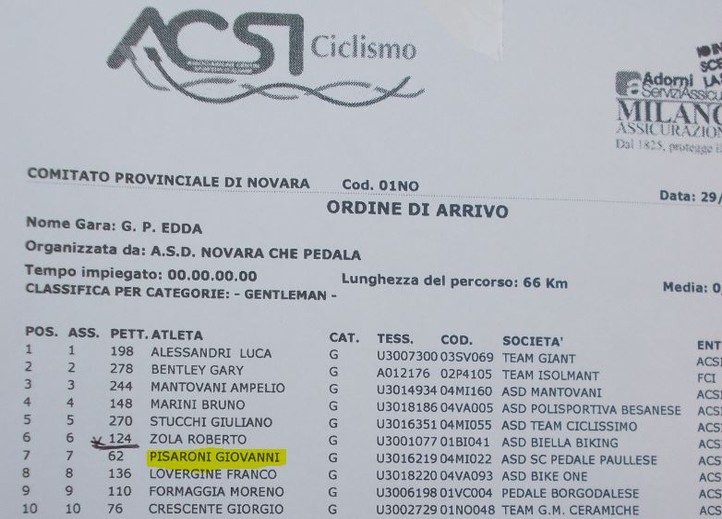 ACSI Ciclismo
ASSOCIAZIONE CENTRI
Adorni
ServiziAssicu
MILANO
ASSICURAZION
Dal 1825, protegge
COMITATO PROVINCIALE DI NOVARA Cod. 01NO
Data: 29/
ORDINE DI ARRIVO
Nome Gara: G. P. EDDA
Organizzata da: A.S.D. NOVARA CHE PEDALA
Tempo impiegato: 00.00.00.00 Lunghezza del percorso: 66 Km Media: 0,
CLASSIFICA PER CATEGORIE: - GENTLEMAN -
POS. ASS. PETT. ATLETA CAT. TESS. COD. SOCIETA' ENT
1 1 198 ALESSANDRI LUCA G U3007300 03SV069 TEAM GIANT ACSI
2 2 278 BENTLEY GARY G A012176 02P4105 TEAM ISOLMANT FCI
3 3 244 MANTOVANI AMPELIO G U3014934 04MI160 ASD MANTOVANI ACSI
4 4 148 MARINI BRUNO G U3018186 04VA005 ASD POLISPORTIVA BESANESE ACSI
5 5 270 STUCCHI GIULIANO G U3016351 04MI055 ASD TEAM CICLISSIMO ACSI
6 6 124 ZOLA ROBERTO G U3001077 01BI041 ASD BIELLA BIKING ACSI
7 7 62 PISARONI GIOVANNI G U3016219 04MI022 ASD SC PEDALE PAULLESE ACSI
8 8 136 LOVERGINE FRANCO G U3018220 04VA093 ASD BIKE ONE ACSI
9 9 110 FORMAGGIA MORENO G U3006198 01VC004 PEDALE BORGODALESE ACSI
10 10 76 CRESCENTE GIORGIO G U3002729 01NO048 TEAM G.M. CERAMICHE ACSI